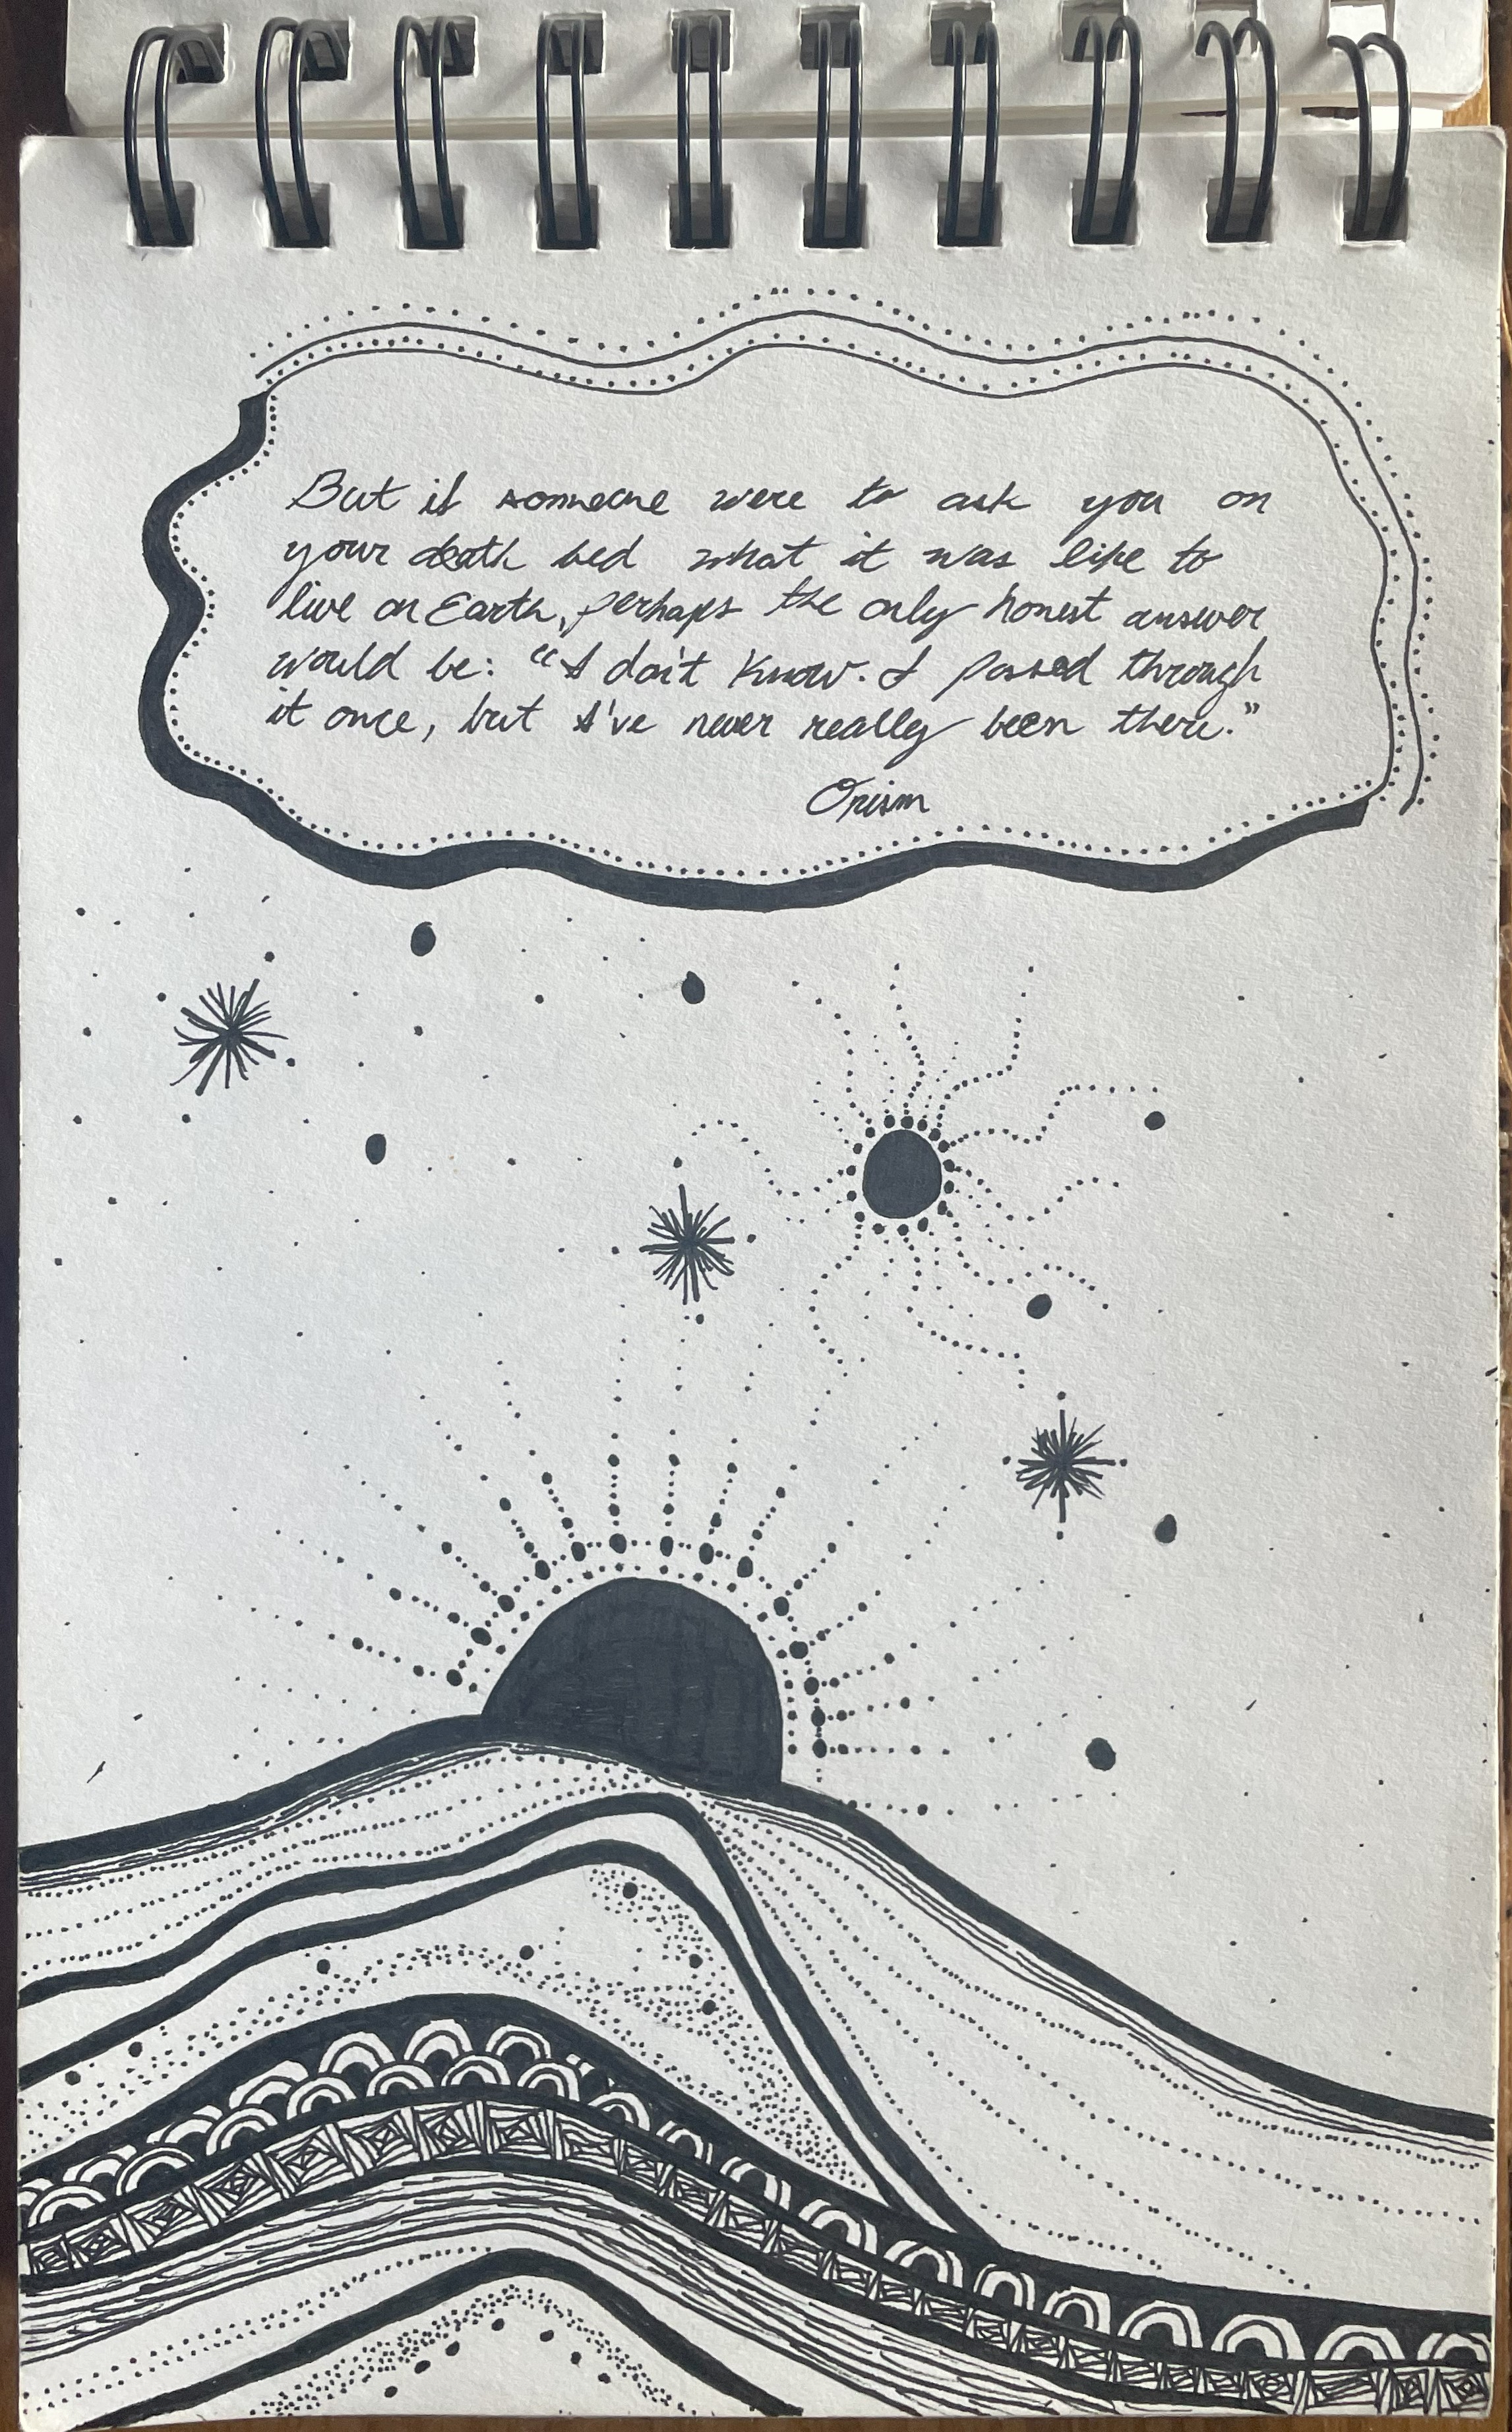 But if someone were to ask you on
your death bed what it was like to
live on Earth, perhaps the only honest answer
would be: "I don't know. I passed through
it once, but I've never really been there."
Orism